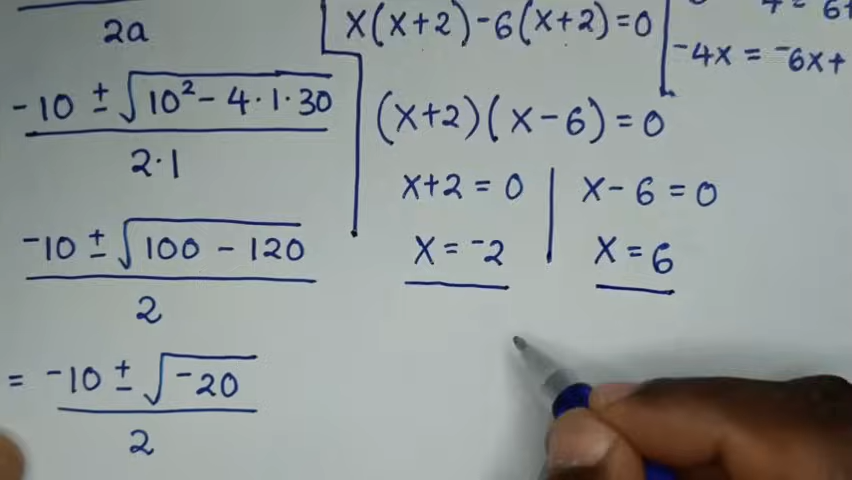 2a
-10 ± √10² - 4·1·30
2·1
-10 ± √100 - 120
2
= -10 ± √-20
2
x(x+2)-6(x+2)=0
(x+2)(x-6)=0
x+2=0
x=-2
x-6=0
x=6
-4x = -6x+